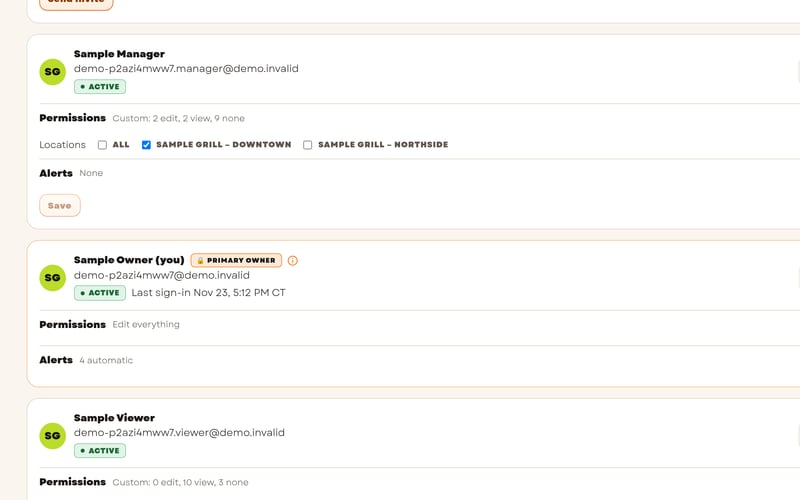 Send invite
SG
Sample Manager
demo-p2azi4mww7.manager@demo.invalid
ACTIVE
Permissions Custom: 2 edit, 2 view, 9 none
Locations ALL SAMPLE GRILL – DOWNTOWN SAMPLE GRILL – NORTHSIDE
Alerts None
Save
SG
Sample Owner (you) PRIMARY OWNER
demo-p2azi4mww7@demo.invalid
ACTIVE Last sign-in Nov 23, 5:12 PM CT
Permissions Edit everything
Alerts 4 automatic
SG
Sample Viewer
demo-p2azi4mww7.viewer@demo.invalid
ACTIVE
Permissions Custom: 0 edit, 10 view, 3 none